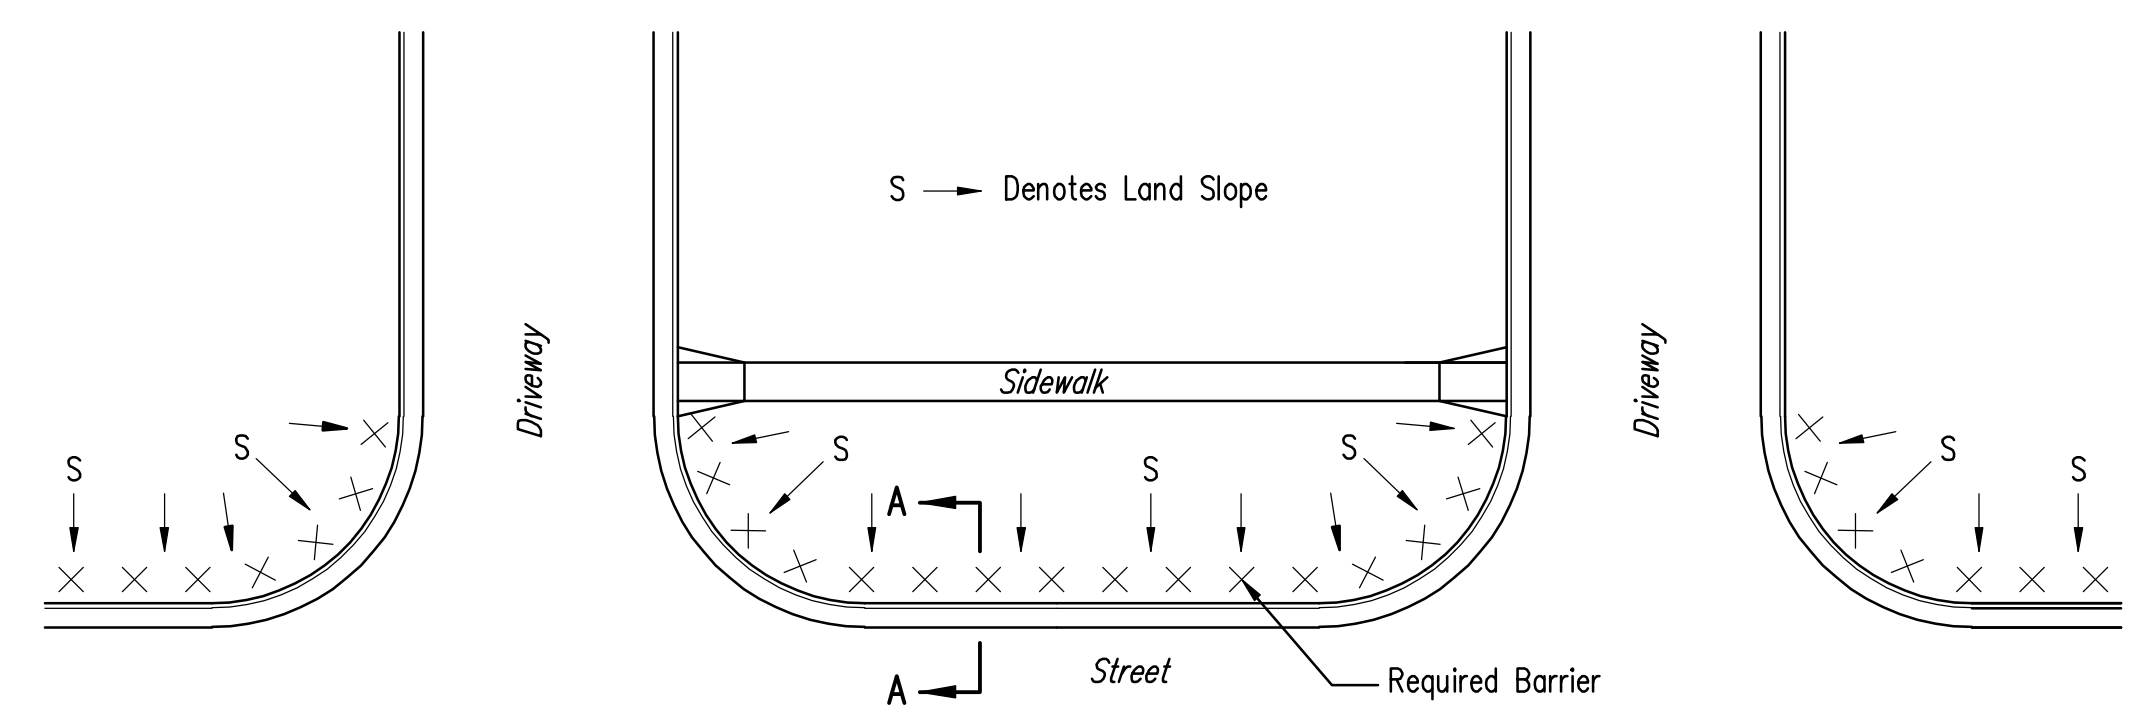 S Denotes Land Slope
Driveway
Driveway
Sidewalk
S
S
S
S
S
S
S
A
A
Street
Required Barrier